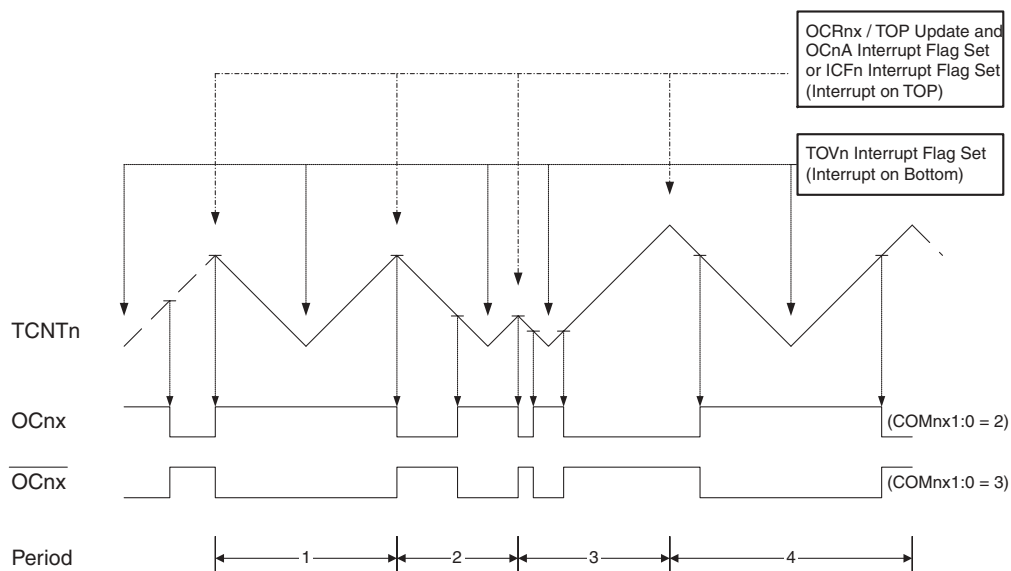 OCRnx / TOP Update and
OCnA Interrupt Flag Set
or ICFn Interrupt Flag Set
(Interrupt on TOP)
TOVn Interrupt Flag Set
(Interrupt on Bottom)
TCNTn
OCnx
(COMnx1:0 = 2)
OCnx
(COMnx1:0 = 3)
Period
1
2
3
4